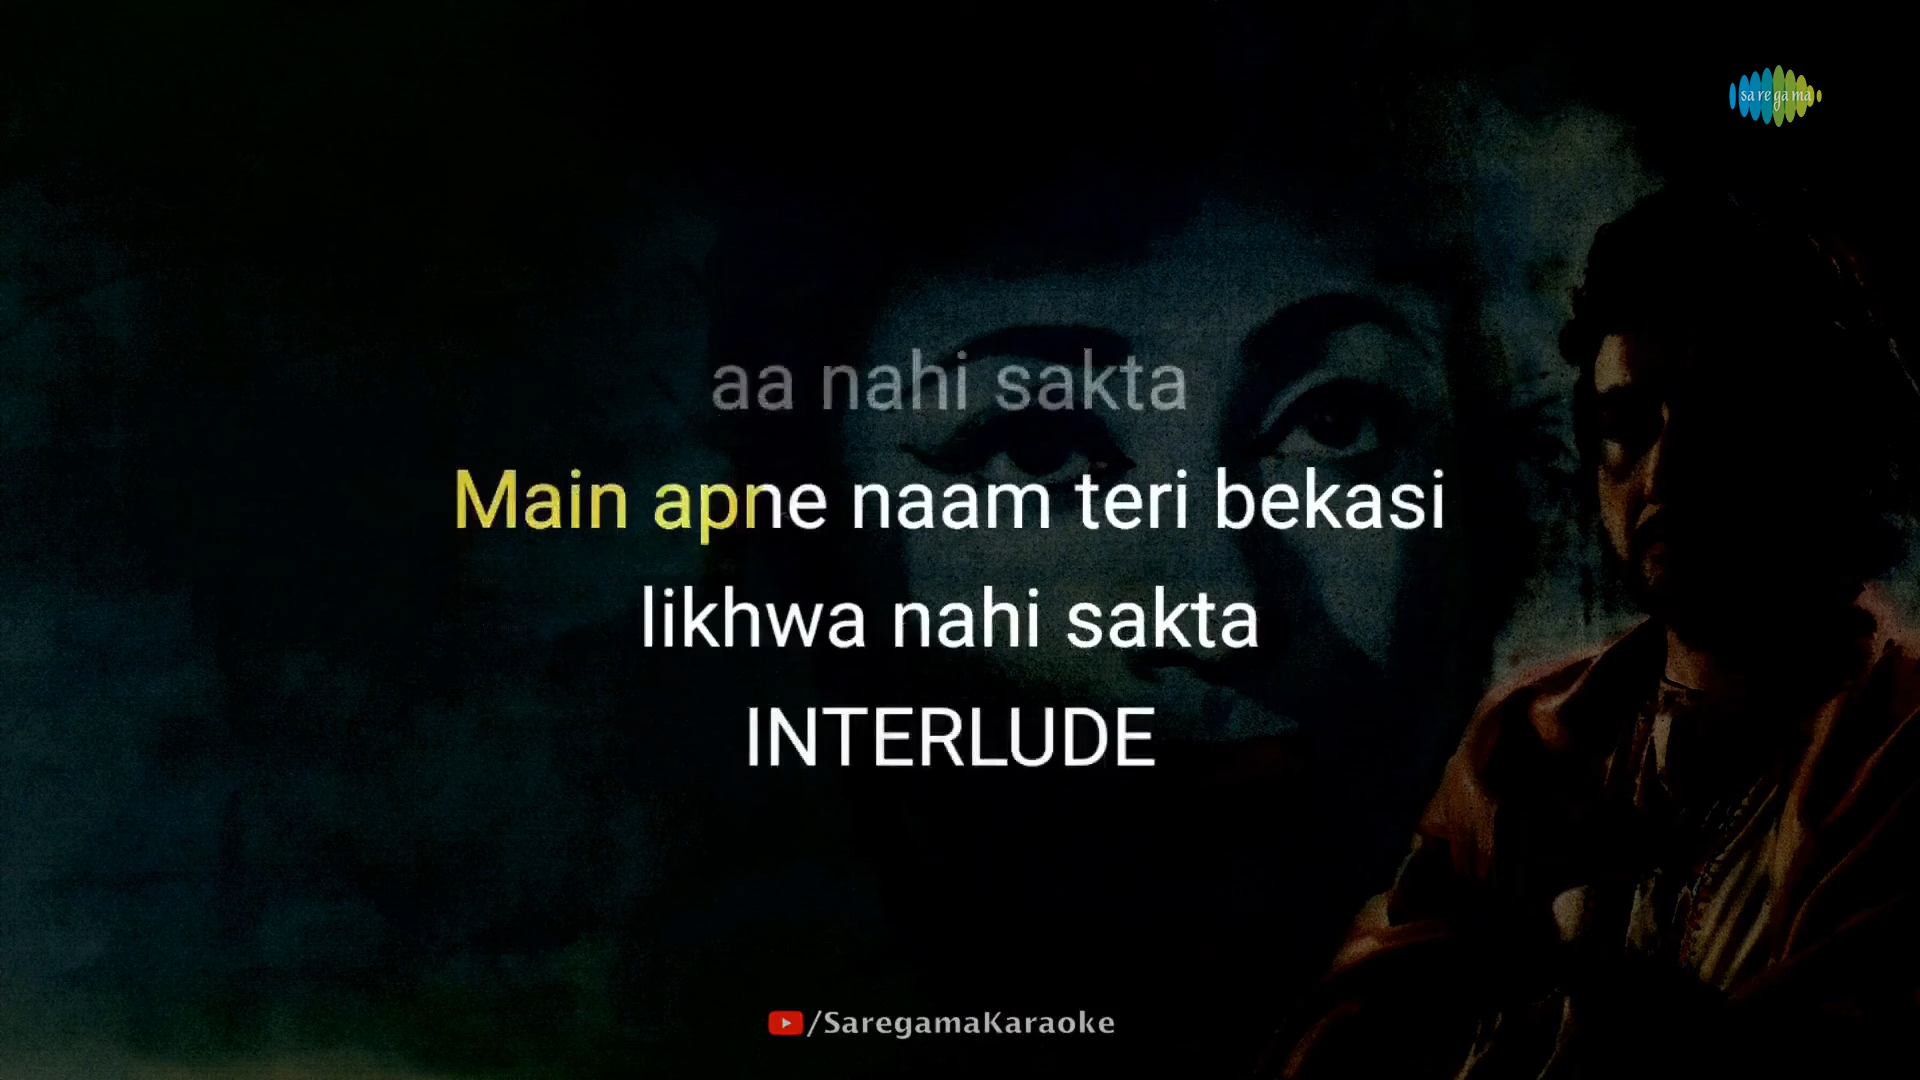 sa re ga ma
aa nahi sakta
Main apne naam teri bekasi
likhwa nahi sakta
INTERLUDE
/SaregamaKaraoke